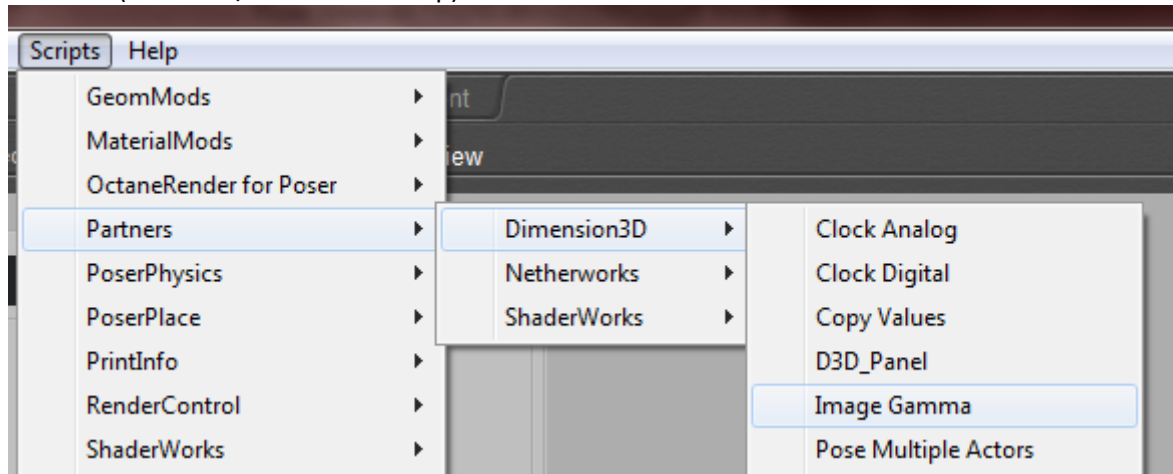 Scripts Help
GeomMods
MaterialMods
OctaneRender for Poser
Partners
PoserPhysics
PoserPlace
PrintInfo
RenderControl
ShaderWorks
Dimension3D
Netherworks
ShaderWorks
Clock Analog
Clock Digital
Copy Values
D3D_Panel
Image Gamma
Pose Multiple Actors